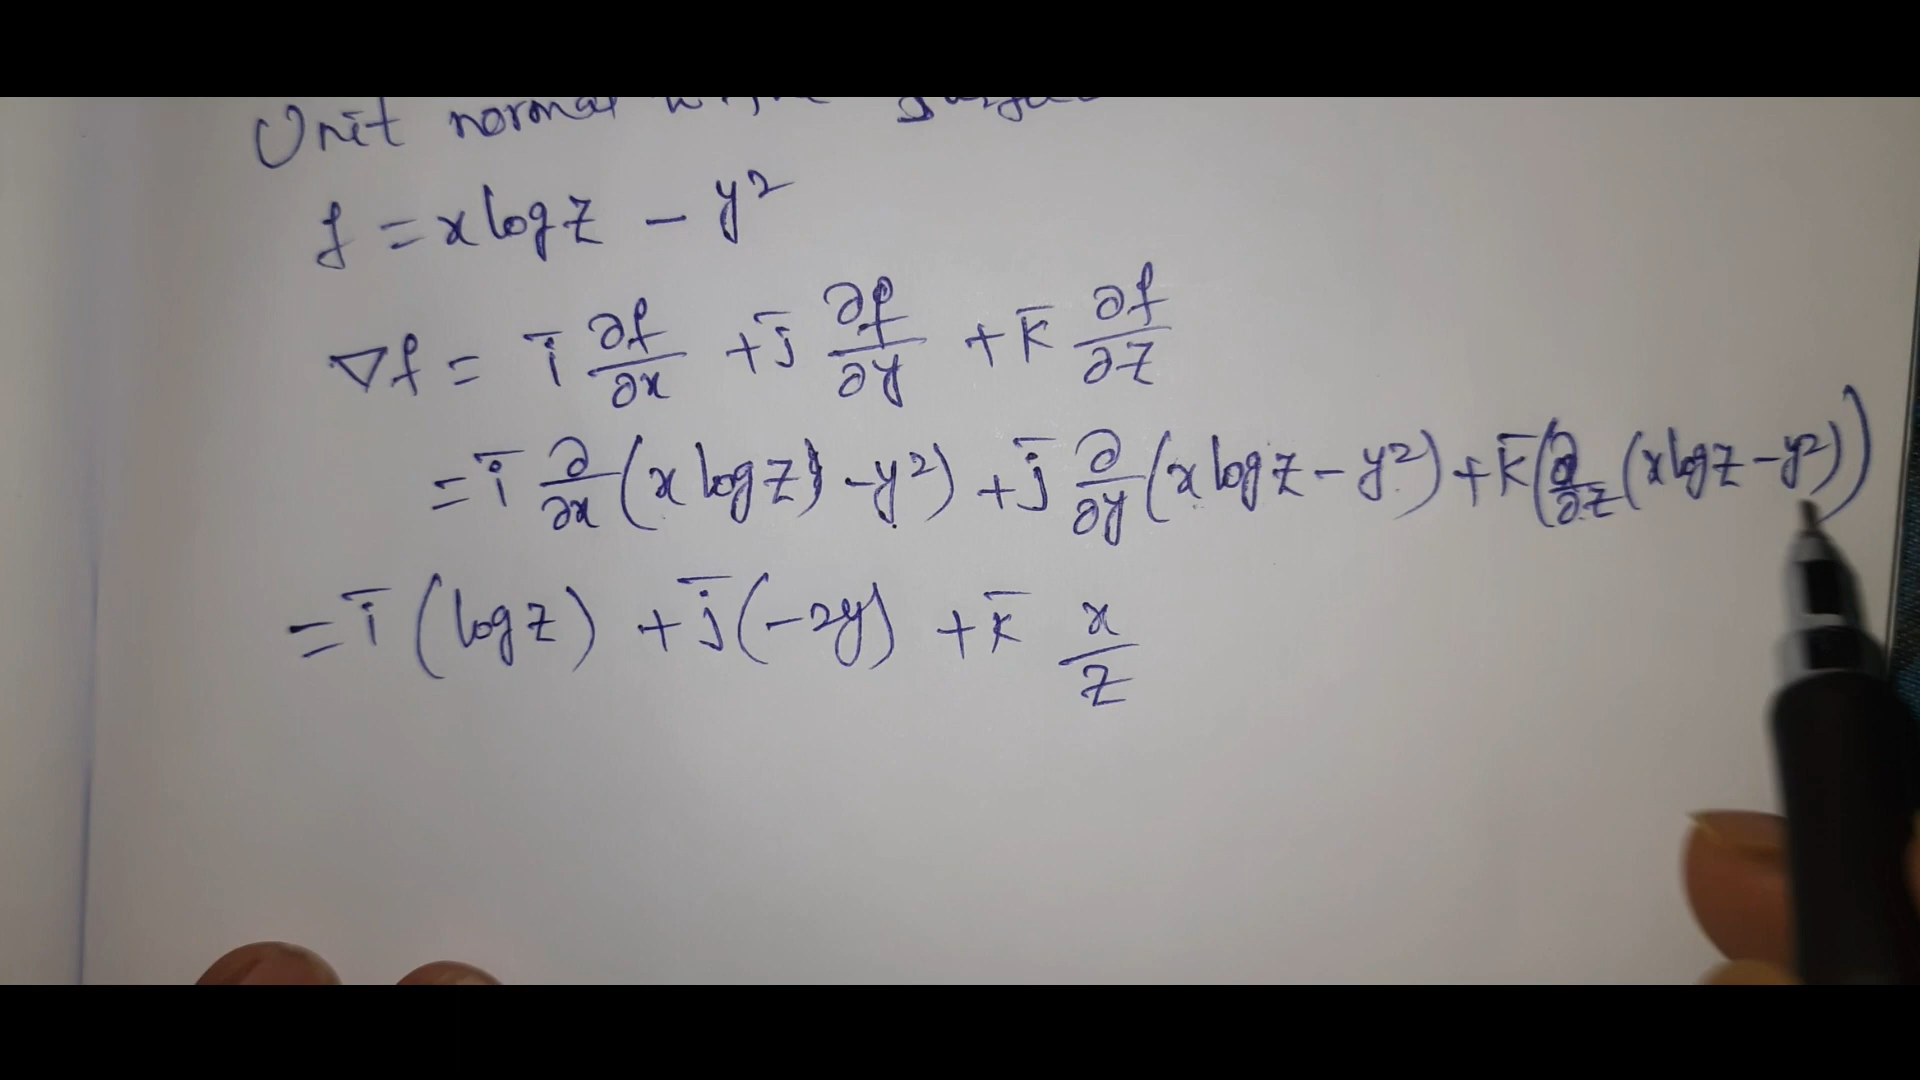 Unit normal
f = x log z - y²
∇f = i̅ ∂f/∂x + j̅ ∂f/∂y + k̅ ∂f/∂z
= i̅ ∂/∂x (x log z) - y²) + j̅ ∂/∂y (x log z - y²) + k̅ (∂/∂z (x log z - y²))
= i̅ (log z) + j̅ (-2y) + k̅ x/z